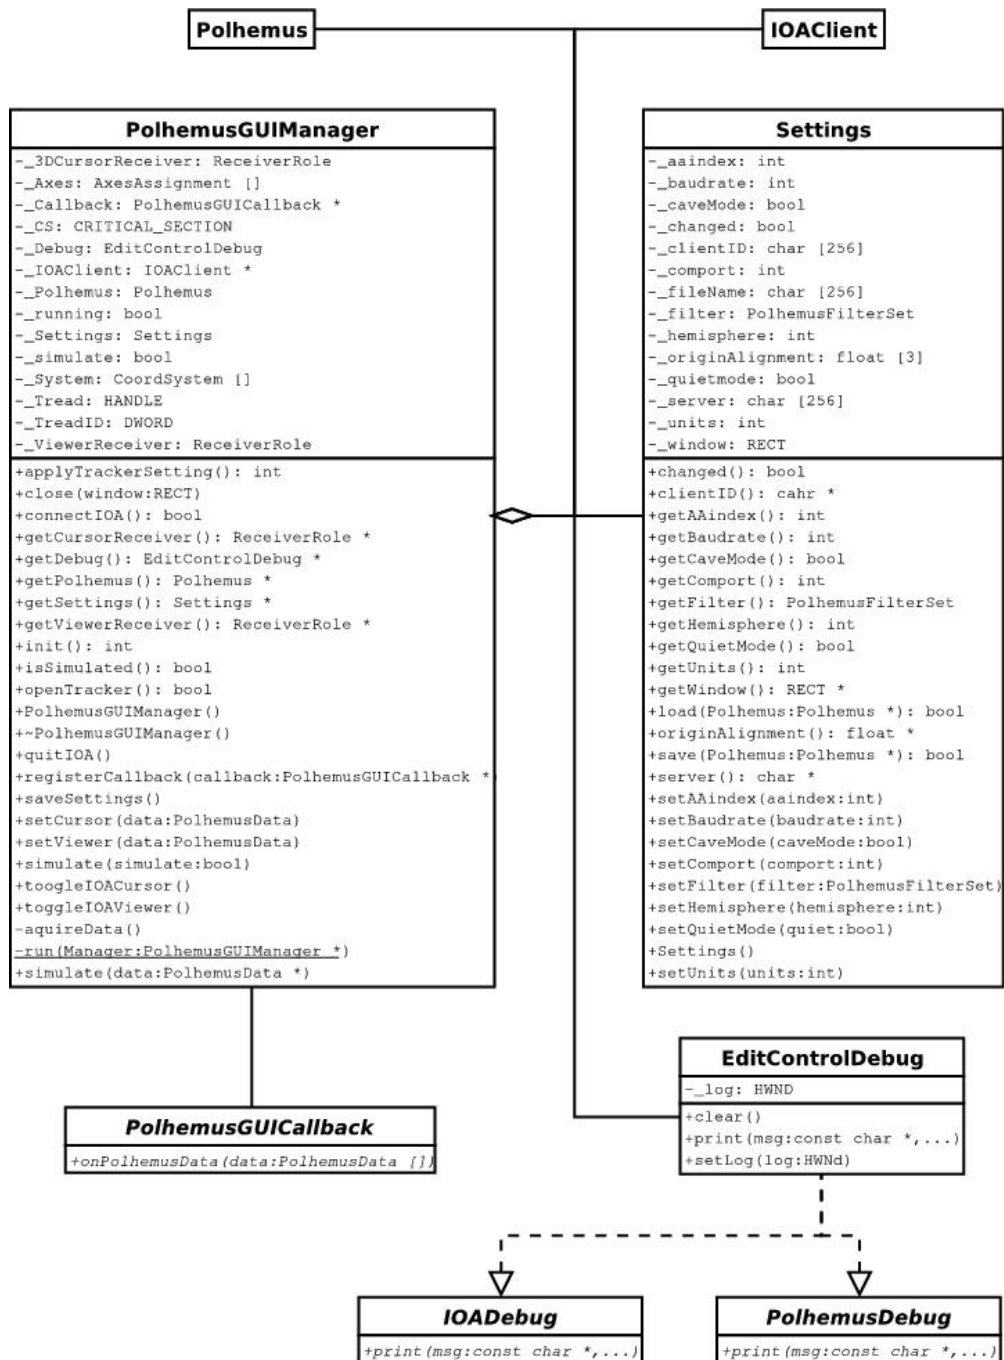 Polhemus
IOAClient
PolhemusGUIManager
-_3DCursorReceiver: ReceiverRole
-_Axes: AxesAssignment []
-_Callback: PolhemusGUICallback *
-_CS: CRITICAL_SECTION
-_Debug: EditControlDebug
-_IOAClient: IOAClient *
-_Polhemus: Polhemus
-_running: bool
-_Settings: Settings
-_simulate: bool
-_System: CoordSystem []
-_Tread: HANDLE
-_TreadID: DWORD
-_ViewerReceiver: ReceiverRole
+applyTrackerSetting(): int
+close(window:RECT)
+connectIOA(): bool
+getCursorReceiver(): ReceiverRole *
+getDebug(): EditControlDebug *
+getPolhemus(): Polhemus *
+getSettings(): Settings *
+getViewerReceiver(): ReceiverRole *
+init(): int
+isSimulated(): bool
+openTracker(): bool
+PolhemusGUIManager()
+~PolhemusGUIManager()
+quitIOA()
+registerCallback(callback:PolhemusGUICallback *
+saveSettings()
+setCursor(data:PolhemusData)
+setViewer(data:PolhemusData)
+simulate(simulate:bool)
+toogleIOACursor()
+toggleIOAViewer()
-aquireData()
-run(Manager:PolhemusGUIManager *)
+simulate(data:PolhemusData *)
Settings
-_aaindex: int
-_baudrate: int
-_caveMode: bool
-_changed: bool
-_clientID: char [256]
-_comport: int
-_fileName: char [256]
-_filter: PolhemusFilterSet
-_hemisphere: int
-_originAlignment: float [3]
-_quietmode: bool
-_server: char [256]
-_units: int
-_window: RECT
+changed(): bool
+clientID(): cahr *
+getAAindex(): int
+getBaudrate(): int
+getCaveMode(): bool
+getComport(): int
+getFilter(): PolhemusFilterSet
+getHemisphere(): int
+getQuietMode(): bool
+getUnits(): int
+getWindow(): RECT *
+load(Polhemus:Polhemus *): bool
+originAlignment(): float *
+save(Polhemus:Polhemus *): bool
+server(): char *
+setAAindex(aaindex:int)
+setBaudrate(baudrate:int)
+setCaveMode(caveMode:bool)
+setComport(comport:int)
+setFilter(filter:PolhemusFilterSet)
+setHemisphere(hemisphere:int)
+setQuietMode(quiet:bool)
+Settings()
+setUnits(units:int)
PolhemusGUICallback
+onPolhemusData(data:PolhemusData [])
EditControlDebug
-_log: HWND
+clear()
+print(msg:const char *,...)
+setLog(log:HWNd)
IOADebug
+print(msg:const char *,...)
PolhemusDebug
+print(msg:const char *,...)